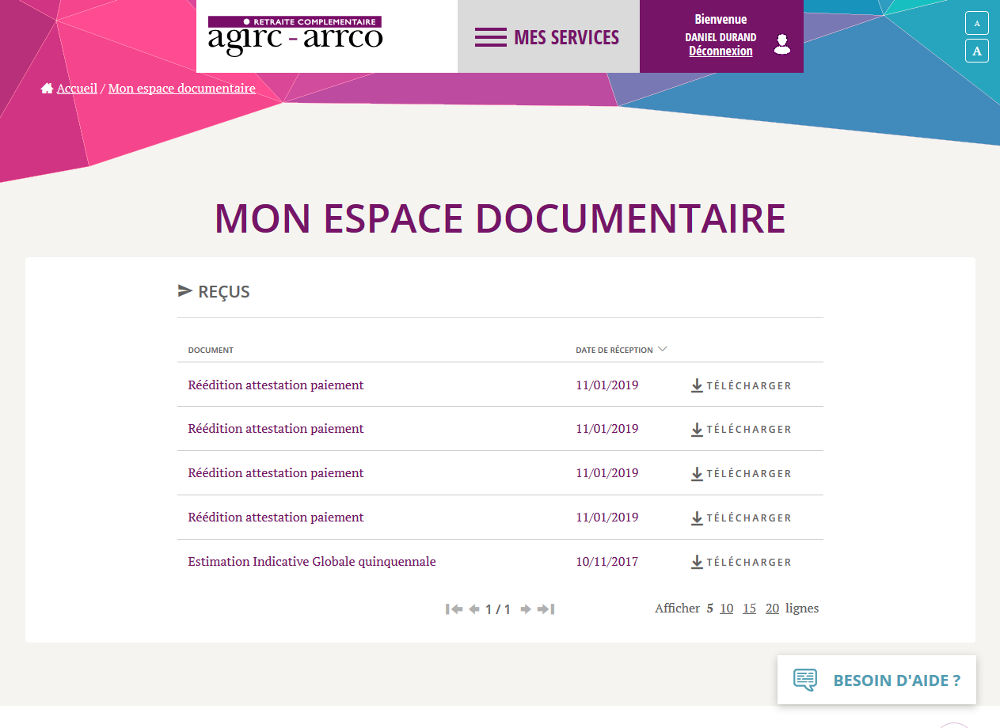 RETRAITE COMPLEMENTAIRE
agirc - arrco
MES SERVICES
Bienvenue
DANIEL DURAND
Déconnexion
A
A
Accueil / Mon espace documentaire
MON ESPACE DOCUMENTAIRE
REÇUS
DOCUMENT DATE DE RÉCEPTION
Réédition attestation paiement 11/01/2019 TÉLÉCHARGER
Réédition attestation paiement 11/01/2019 TÉLÉCHARGER
Réédition attestation paiement 11/01/2019 TÉLÉCHARGER
Réédition attestation paiement 11/01/2019 TÉLÉCHARGER
Estimation Indicative Globale quinquennale 10/11/2017 TÉLÉCHARGER
1 / 1 Afficher 5 10 15 20 lignes
BESOIN D'AIDE ?